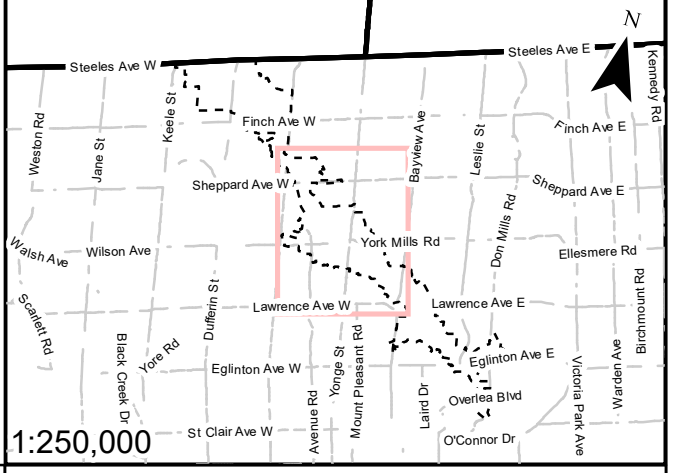 N
Steeles Ave W
Steeles Ave E
Kennedy Rd
Weston Rd
Jane St
Keele St
Finch Ave W
Bayview Ave
Leslie St
Finch Ave E
Sheppard Ave W
Sheppard Ave E
Don Mills Rd
Walsh Ave
Wilson Ave
York Mills Rd
Ellesmere Rd
Scarlett Rd
Dufferin St
Lawrence Ave W
Lawrence Ave E
Birchmount Rd
Black Creek Dr
Yore Rd
Eglinton Ave W
Yonge St
Mount Pleasant Rd
Eglinton Ave E
Avenue Rd
Laird Dr
Overlea Blvd
Victoria Park Ave
Warden Ave
St Clair Ave W
O'Connor Dr
1:250,000